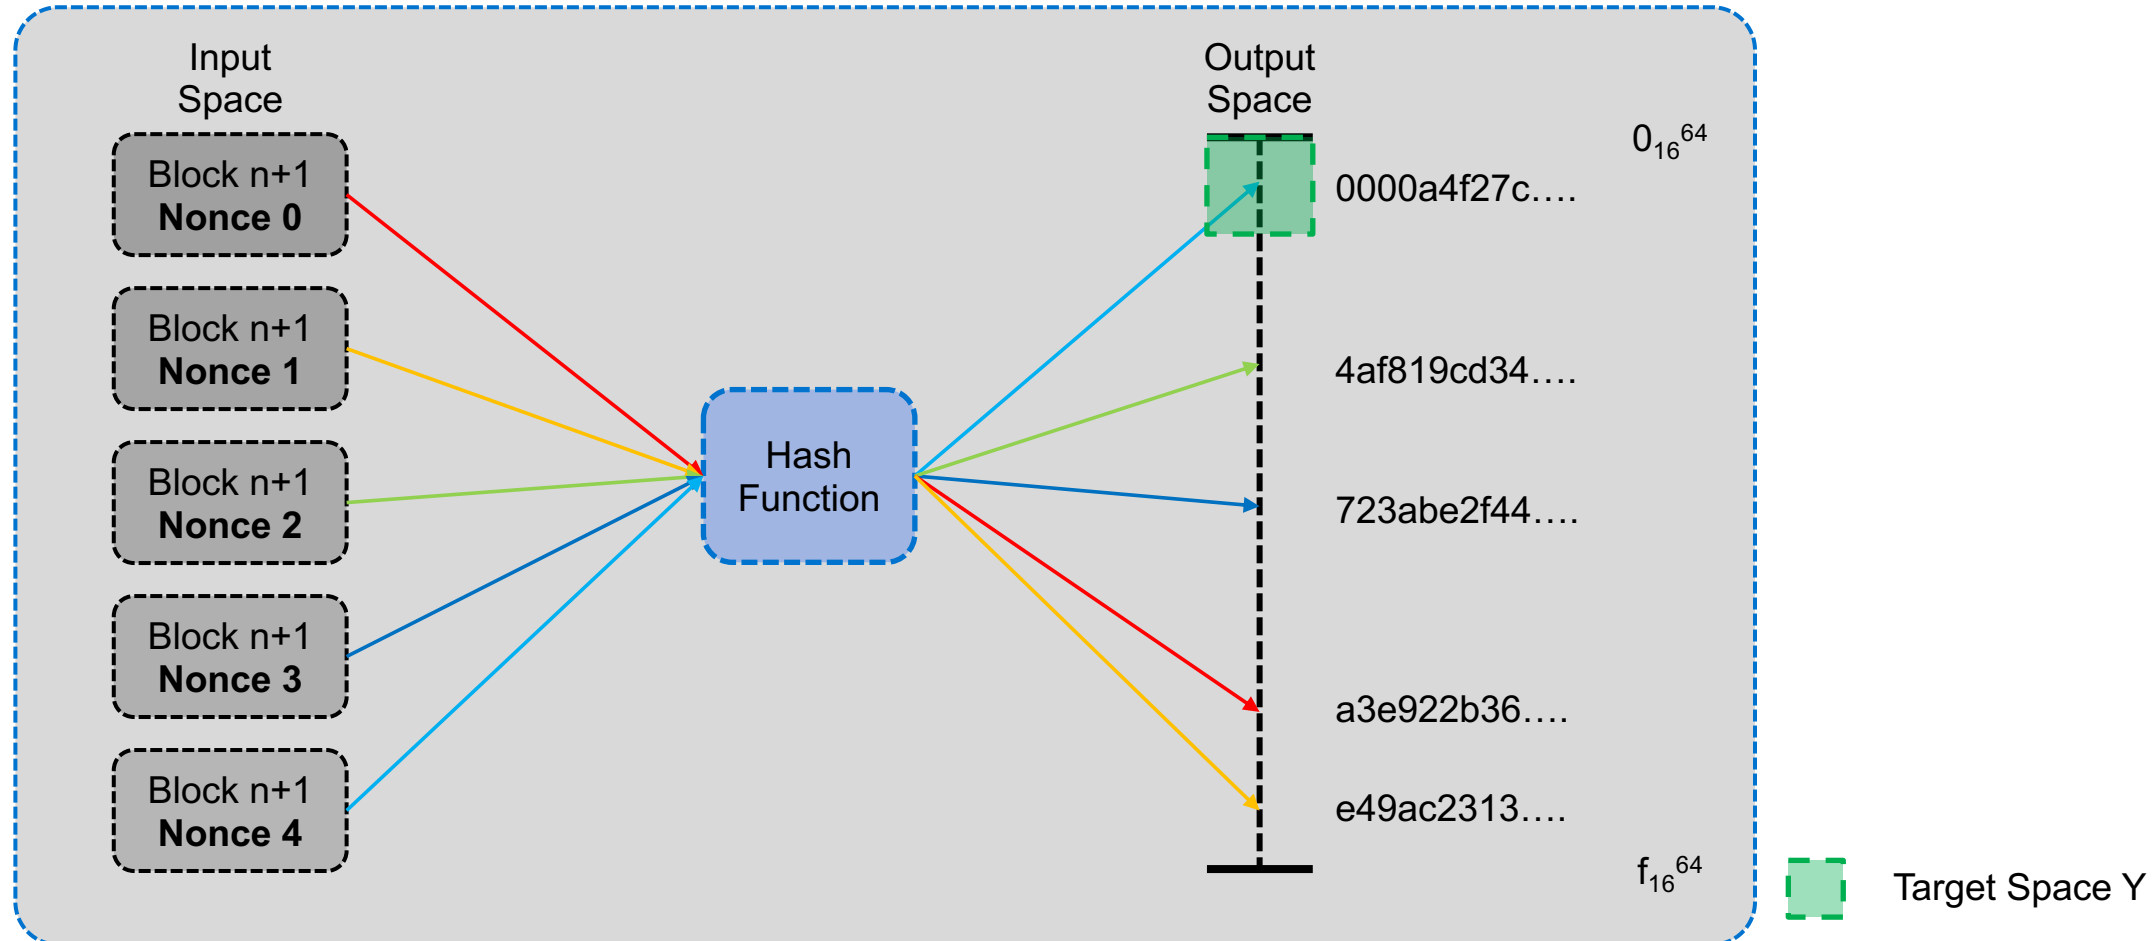 Input
Space
Block n+1
Nonce 0
Block n+1
Nonce 1
Block n+1
Nonce 2
Block n+1
Nonce 3
Block n+1
Nonce 4
Hash
Function
Output
Space
0₁₆⁶⁴
0000a4f27c….
4af819cd34….
723abe2f44….
a3e922b36….
e49ac2313….
f₁₆⁶⁴
Target Space Y